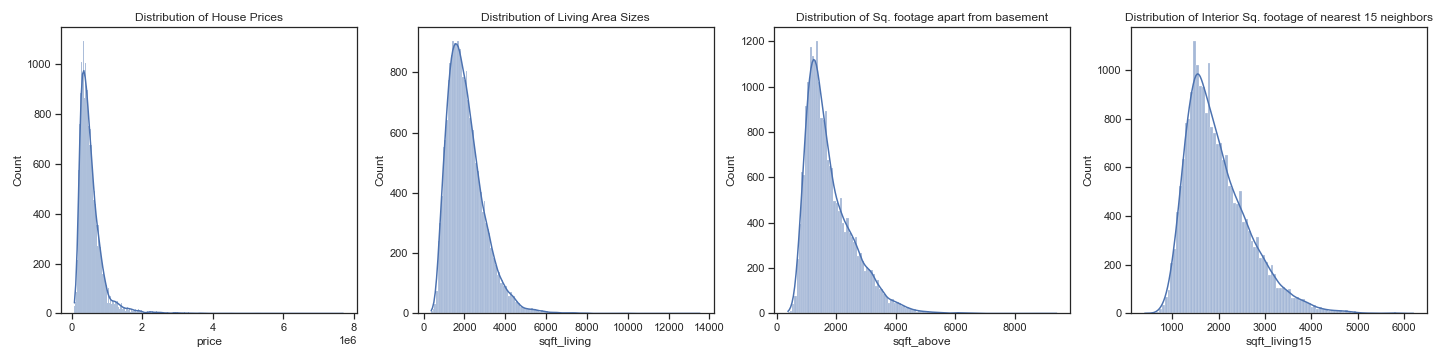 Distribution of House Prices
1000
800
600
400
200
0
Count
0 2 4 6 8
1e6
price
Distribution of Living Area Sizes
800
600
400
200
0
Count
0 2000 4000 6000 8000 10000 12000 14000
sqft_living
Distribution of Sq. footage apart from basement
1200
1000
800
600
400
200
0
Count
0 2000 4000 6000 8000
sqft_above
Distribution of Interior Sq. footage of nearest 15 neighbors
1000
800
600
400
200
0
Count
1000 2000 3000 4000 5000 6000
sqft_living15